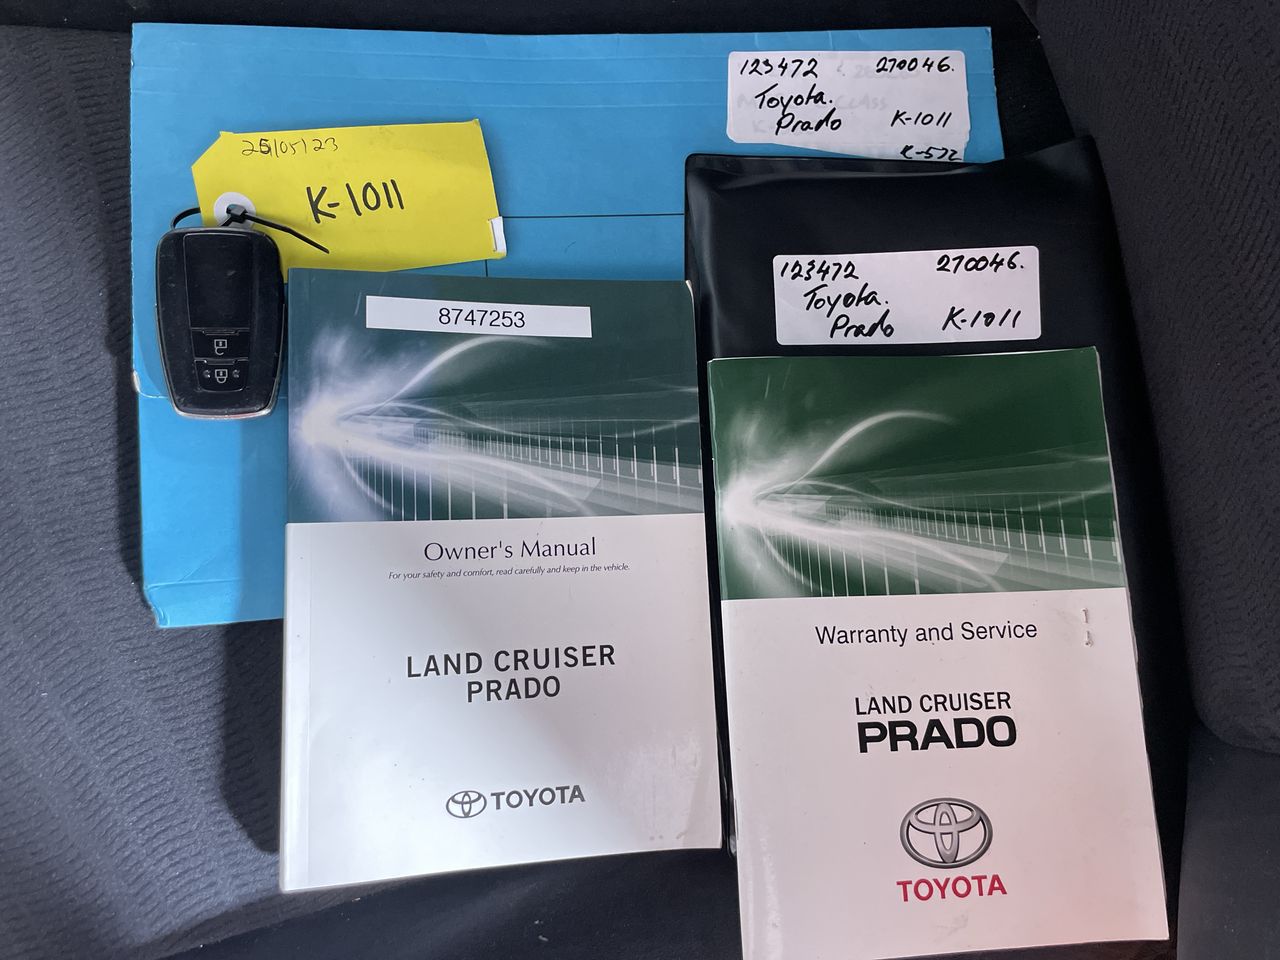 123472 270046.
Toyota.
Prado K-1011
K-572
25/05/23
K-1011
123472 270046.
Toyota.
Prado K-1011
8747253
Owner's Manual
For your safety and comfort, read carefully and keep in the vehicle.
LAND CRUISER
PRADO
TOYOTA
Warranty and Service
LAND CRUISER
PRADO
TOYOTA